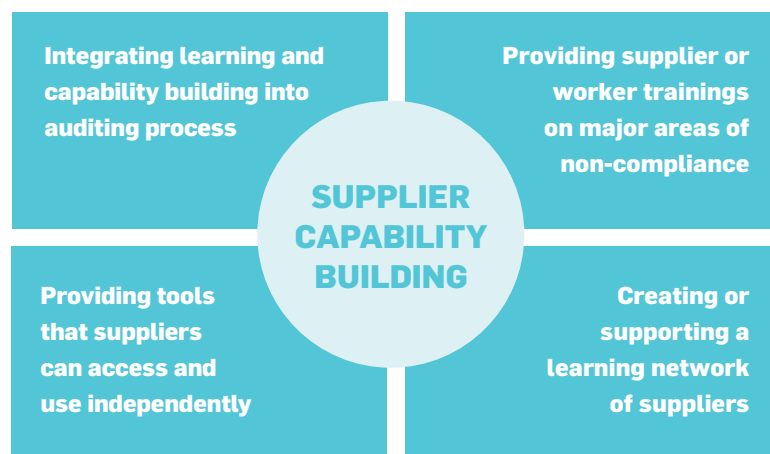 Integrating learning and
capability building into
auditing process
Providing supplier or
worker trainings
on major areas of
non-compliance
SUPPLIER
CAPABILITY
BUILDING
Providing tools
that suppliers
can access and
use independently
Creating or
supporting a
learning network
of suppliers